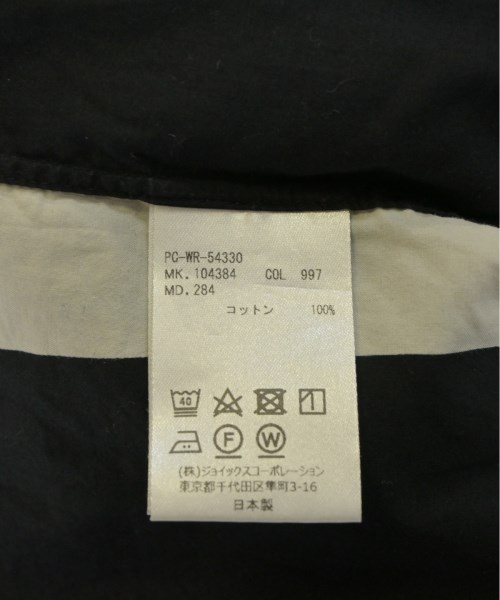 PC-WR-54330
MK. 104384 COL 997
MD. 284
コットン 100%
40
F W
(株)ジョイックスコーポレーション
東京都千代田区隼町3-16
日本製